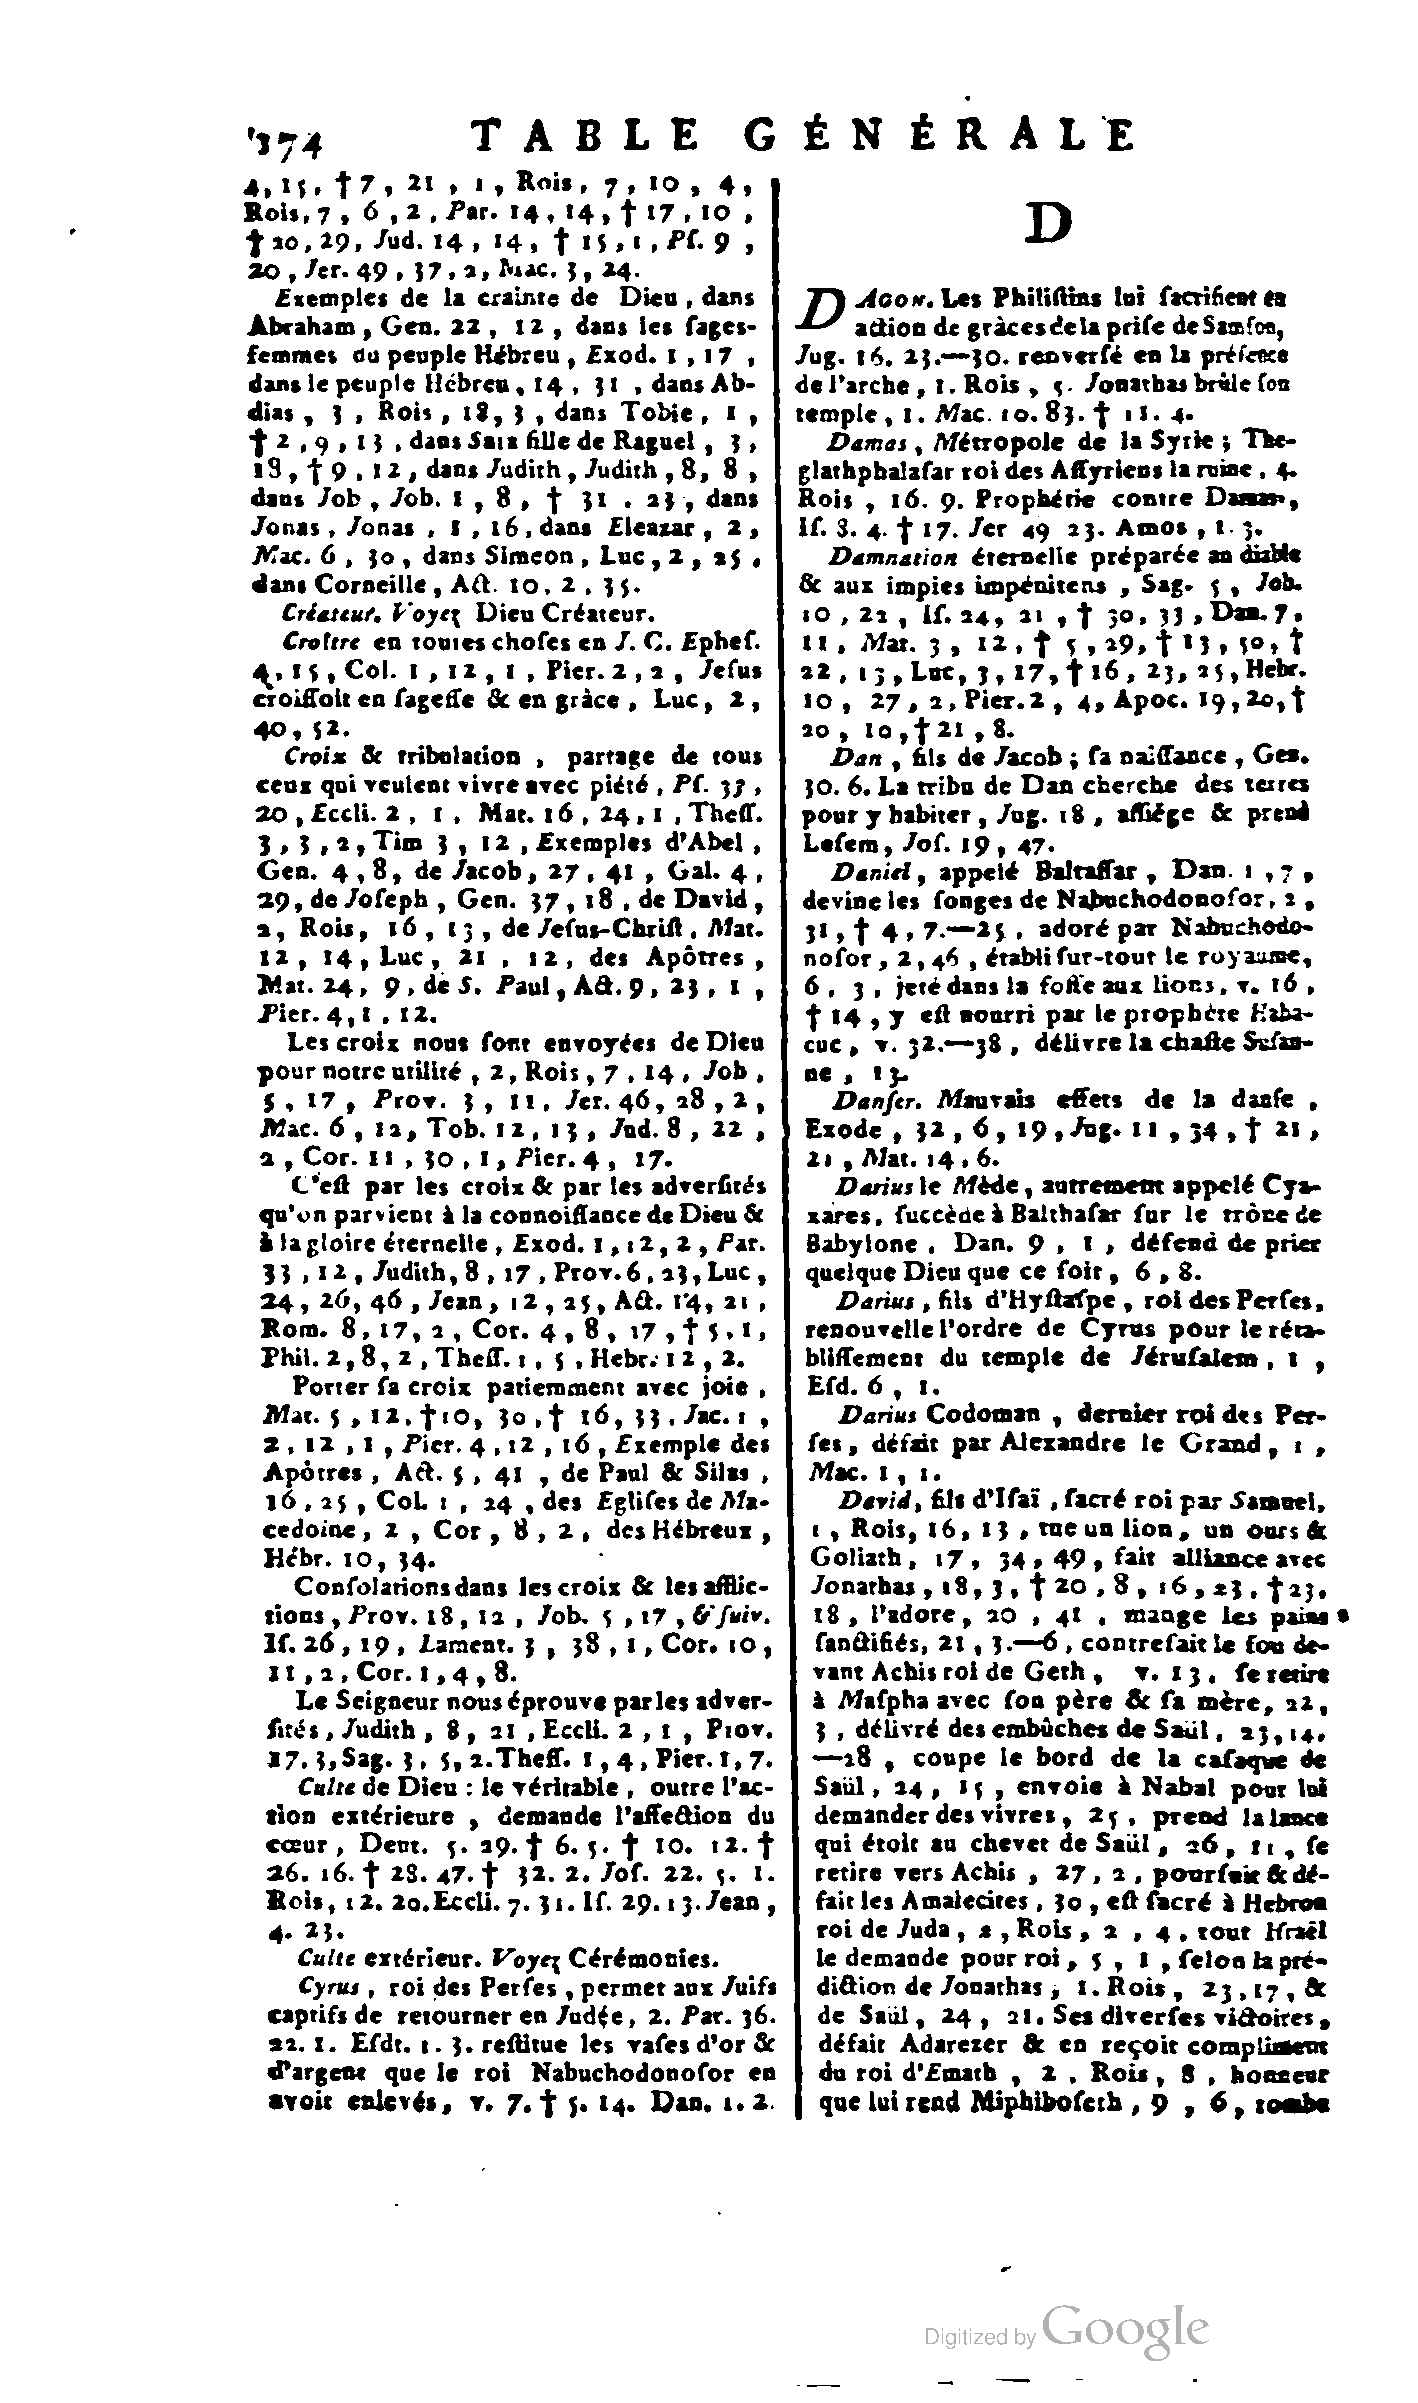 374 TABLE GÉNÉRALE
4, 15, † 7, 21, 1, Rois, 7, 10, 4,
Rois, 7, 6, 2, Par. 14, 14, † 17, 10,
† 20, 29, Jud. 14, 14, † 15, 1, Pſ. 9,
20, Jer. 49, 37, 2, Mac. 3, 24.
Exemples de la crainte de Dieu, dans
Abraham, Gen. 22, 12, dans les ſages-
femmes du peuple Hébreu, Exod. 1, 17,
dans le peuple Hébreu, 14, 31, dans Ab-
dias, 3, Rois, 18, 3, dans Tobie, 1,
† 2, 9, 13, dans Sara fille de Raguel, 3,
18, † 9, 12, dans Judith, Judith, 8, 8,
dans Job, Job. 1, 8, † 31, 23, dans
Jonas, Jonas, 1, 16, dans Eleazar, 2,
Mac. 6, 30, dans Simeon, Luc, 2, 25,
dans Corneille, Act. 10, 2, 35.
Créateur. Voyez Dieu Créateur.
Croître en toutes choſes en J. C. Epheſ.
4, 15, Col. 1, 12, 1, Pier. 2, 2, Jeſus
croiſſoit en ſageſſe & en grâce, Luc, 2,
40, 52.
Croix & tribulation, partage de tous
ceux qui veulent vivre avec piété, Pſ. 33,
20, Eccli. 2, 1, Mat. 16, 24, 1, Theſſ.
3, 3, 2, Tim 3, 12, Exemples d'Abel,
Gen. 4, 8, de Jacob, 27, 41, Gal. 4,
29, de Joſeph, Gen. 37, 18, de David,
2, Rois, 16, 13, de Jeſus-Chriſt, Mat.
12, 14, Luc, 21, 12, des Apôtres,
Mat. 24, 9, de S. Paul, Act. 9, 23, 1,
Pier. 4, 1, 12.
Les croix nous ſont envoyées de Dieu
pour notre utilité, 2, Rois, 7, 14, Job,
5, 17, Prov. 3, 11, Jer. 46, 28, 2,
Mac. 6, 12, Tob. 12, 13, Jud. 8, 22,
2, Cor. 11, 30, 1, Pier. 4, 17.
C'eſt par les croix & par les adverſités
qu'on parvient à la connoiſſance de Dieu &
à la gloire éternelle, Exod. 1, 12, 2, Par.
33, 12, Judith, 8, 17, Prov. 6, 23, Luc,
24, 26, 46, Jean, 12, 25, Act. 14, 21,
Rom. 8, 17, 2, Cor. 4, 8, 17, † 5, 1,
Phil. 2, 8, 2, Theſſ. 1, 5, Hebr. 12, 2.
Porter ſa croix patiemment avec joie,
Mat. 5, 12, † 10, 30, † 16, 33, Jac. 1,
2, 12, 1, Pier. 4, 12, 16, Exemple des
Apôtres, Act. 5, 41, de Paul & Silas,
16, 25, Col. 1, 24, des Egliſes de Ma-
cedoine, 2, Cor, 8, 2, des Hébreux,
Hébr. 10, 34.
Conſolations dans les croix & les afflic-
tions, Prov. 18, 12, Job. 5, 17, & ſuiv.
Iſ. 26, 19, Lament. 3, 38, 1, Cor. 10,
11, 2, Cor. 1, 4, 8.
Le Seigneur nous éprouve par les adver-
ſités, Judith, 8, 21, Eccli. 2, 1, Prov.
17. 3, Sag. 3, 5, 2. Theſſ. 1, 4, Pier. 1, 7.
Culte de Dieu : le véritable, outre l'ac-
tion extérieure, demande l'affection du
cœur, Deut. 5. 29. † 6. 5. † 10. 12. †
26. 16. † 28. 47. † 32. 2. Joſ. 22. 5. 1.
Rois, 12. 20. Eccli. 7. 31. Iſ. 29. 13. Jean,
4. 23.
Culte extérieur. Voyez Cérémonies.
Cyrus, roi des Perſes, permet aux Juifs
captifs de retourner en Judée, 2. Par. 36.
22. 1. Eſdr. 1. 3. reſtitue les vaſes d'or &
d'argent que le roi Nabuchodonoſor en
avoit enlevés, v. 7. † 5. 14. Dan. 1. 2.
D
DAGON. Les Philiſtins lui ſacrifient en
action de grâces de la priſe de Samſon,
Jug. 16. 23.—30. renverſé en la préſence
de l'arche, 1. Rois, 5. Jonathas brûle ſon
temple, 1. Mac. 10. 83. † 11. 4.
Damas, Métropole de la Syrie ; The-
glathphalaſar roi des Aſſyriens la ruine, 4.
Rois, 16. 9. Prophétie contre Damas,
Iſ. 8. 4. † 17. Jer 49 23. Amos, 1. 3.
Damnation éternelle préparée au diable
& aux impies impénitens, Sag. 5, Job.
10, 22, Iſ. 24, 21, † 30, 33, Dan. 7,
11, Mat. 3, 12, † 5, 29, † 13, 50, †
22, 13, Luc, 3, 17, † 16, 23, 25, Hebr.
10, 27, 2, Pier. 2, 4, Apoc. 19, 20, †
20, 10, † 21, 8.
Dan, fils de Jacob ; ſa naiſſance, Gen.
30. 6. La tribu de Dan cherche des terres
pour y habiter, Jug. 18, aſſiége & prend
Leſem, Joſ. 19, 47.
Daniel, appelé Baltaſſar, Dan. 1, 7,
devine les ſonges de Nabuchodonoſor, 2,
31, † 4, 7.—25, adoré par Nabuchodo-
noſor, 2, 46, établi ſur-tout le royaume,
6, 3, jeté dans la foſſe aux lions, v. 16,
† 14, y eſt nourri par le prophète Haba-
cuc, v. 32.—38, délivre la chaſte Suſan-
ne, 13.
Danſer. Mauvais effets de la danſe,
Exode, 32, 6, 19, Jug. 11, 34, † 21,
21, Mat. 14, 6.
Darius le Mède, autrement appelé Cya-
xares, ſuccède à Balthaſar ſur le trône de
Babylone, Dan. 9, 1, défend de prier
quelque Dieu que ce ſoit, 6, 8.
Darius, fils d'Hyſtaſpe, roi des Perſes,
renouvelle l'ordre de Cyrus pour le réta-
bliſſement du temple de Jéruſalem, 1,
Eſd. 6, 1.
Darius Codoman, dernier roi des Per-
ſes, défait par Alexandre le Grand, 1,
Mac. 1, 1.
David, fils d'Iſaï, ſacré roi par Samuel,
1, Rois, 16, 13, tue un lion, un ours &
Goliath, 17, 34, 49, fait alliance avec
Jonathas, 18, 3, † 20, 8, 16, 23, † 23,
18, l'adore, 20, 41, mange les pains
ſanctifiés, 21, 3.—6, contrefait le fou de-
vant Achis roi de Geth, v. 13, ſe retire
à Maſpha avec ſon père & ſa mère, 22,
3, délivré des embûches de Saül, 23, 14.
—28, coupe le bord de la caſaque de
Saül, 24, 15, envoie à Nabal pour lui
demander des vivres, 25, prend la lance
qui étoit au chevet de Saül, 26, 11, ſe
retire vers Achis, 27, 2, pourſuit & dé-
fait les Amalecites, 30, eſt ſacré à Hebron
roi de Juda, 2, Rois, 2, 4, tout Iſraël
le demande pour roi, 5, 1, ſelon la pré-
diction de Jonathas, 1. Rois, 23, 17, &
de Saül, 24, 21. Ses diverſes victoires,
défait Adarezer & en reçoit compliment
du roi d'Emath, 2, Rois, 8, honneur
que lui rend Miphiboſeth, 9, 6, tombe
Digitized by Google